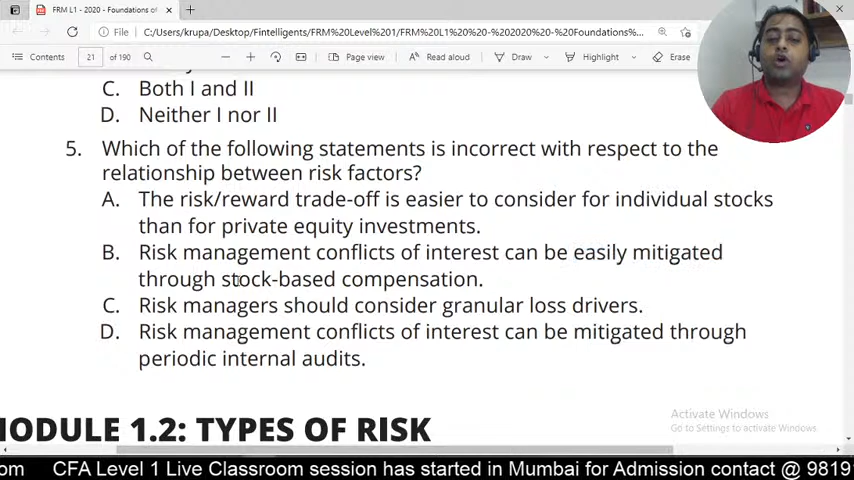 FRM L1 - 2020 - Foundations of
File
C:/Users/krupa/Desktop/Fintelligents/FRM%20Level%201/FRM%20L1%20-%202020%20-%20Foundations%...
Contents
21
of 190
Page view
Read aloud
Draw
Highlight
Erase
C. Both I and II
D. Neither I nor II
5. Which of the following statements is incorrect with respect to the
relationship between risk factors?
A. The risk/reward trade-off is easier to consider for individual stocks
than for private equity investments.
B. Risk management conflicts of interest can be easily mitigated
through stock-based compensation.
C. Risk managers should consider granular loss drivers.
D. Risk management conflicts of interest can be mitigated through
periodic internal audits.
MODULE 1.2: TYPES OF RISK
Activate Windows
Go to Settings to activate Windows.
om CFA Level 1 Live Classroom session has started in Mumbai for Admission contact @ 9819